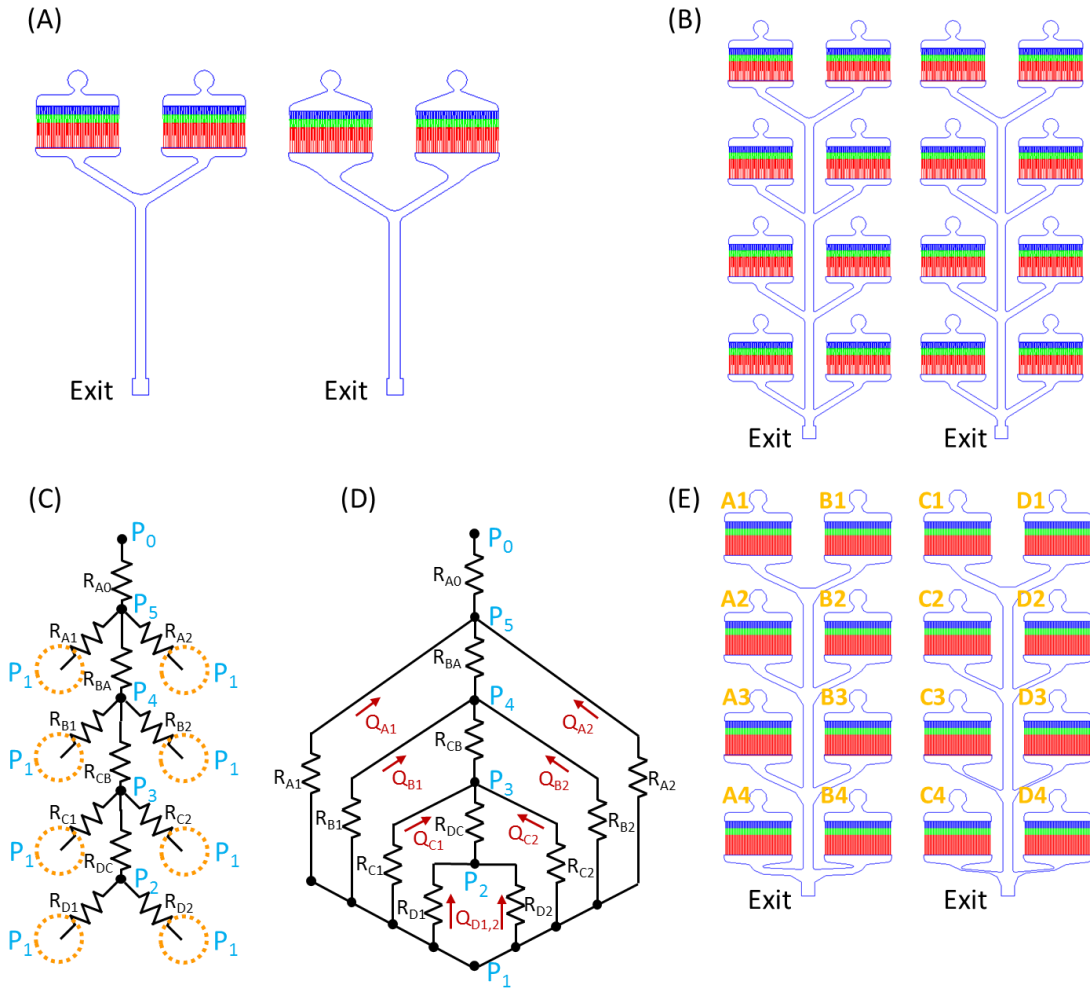 (A)
Exit
Exit
(B)
Exit
Exit
(C)
P0
RA0
P5
RA1
RA2
P1
P1
RBA
P4
RB1
RB2
P1
P1
RCB
P3
RC1
RC2
P1
P1
RDC
P2
RD1
RD2
P1
P1
(D)
P0
RA0
P5
RBA
P4
QA1
QA2
RCB
RA1
RA2
QB1
QB2
P3
RB1
RB2
RDC
QC1
QC2
RC1
RC2
P2
RD1
QD1,2
RD2
P1
(E)
A1 B1 C1 D1
A2 B2 C2 D2
A3 B3 C3 D3
A4 B4 C4 D4
Exit
Exit